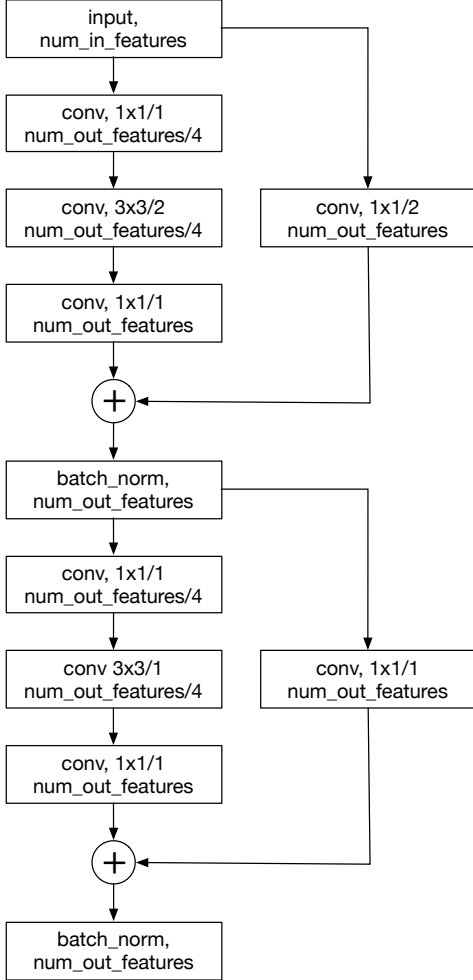 input,
num_in_features
conv, 1x1/1
num_out_features/4
conv, 3x3/2
num_out_features/4
conv, 1x1/2
num_out_features
conv, 1x1/1
num_out_features
+
batch_norm,
num_out_features
conv, 1x1/1
num_out_features/4
conv 3x3/1
num_out_features/4
conv, 1x1/1
num_out_features
conv, 1x1/1
num_out_features
+
batch_norm,
num_out_features